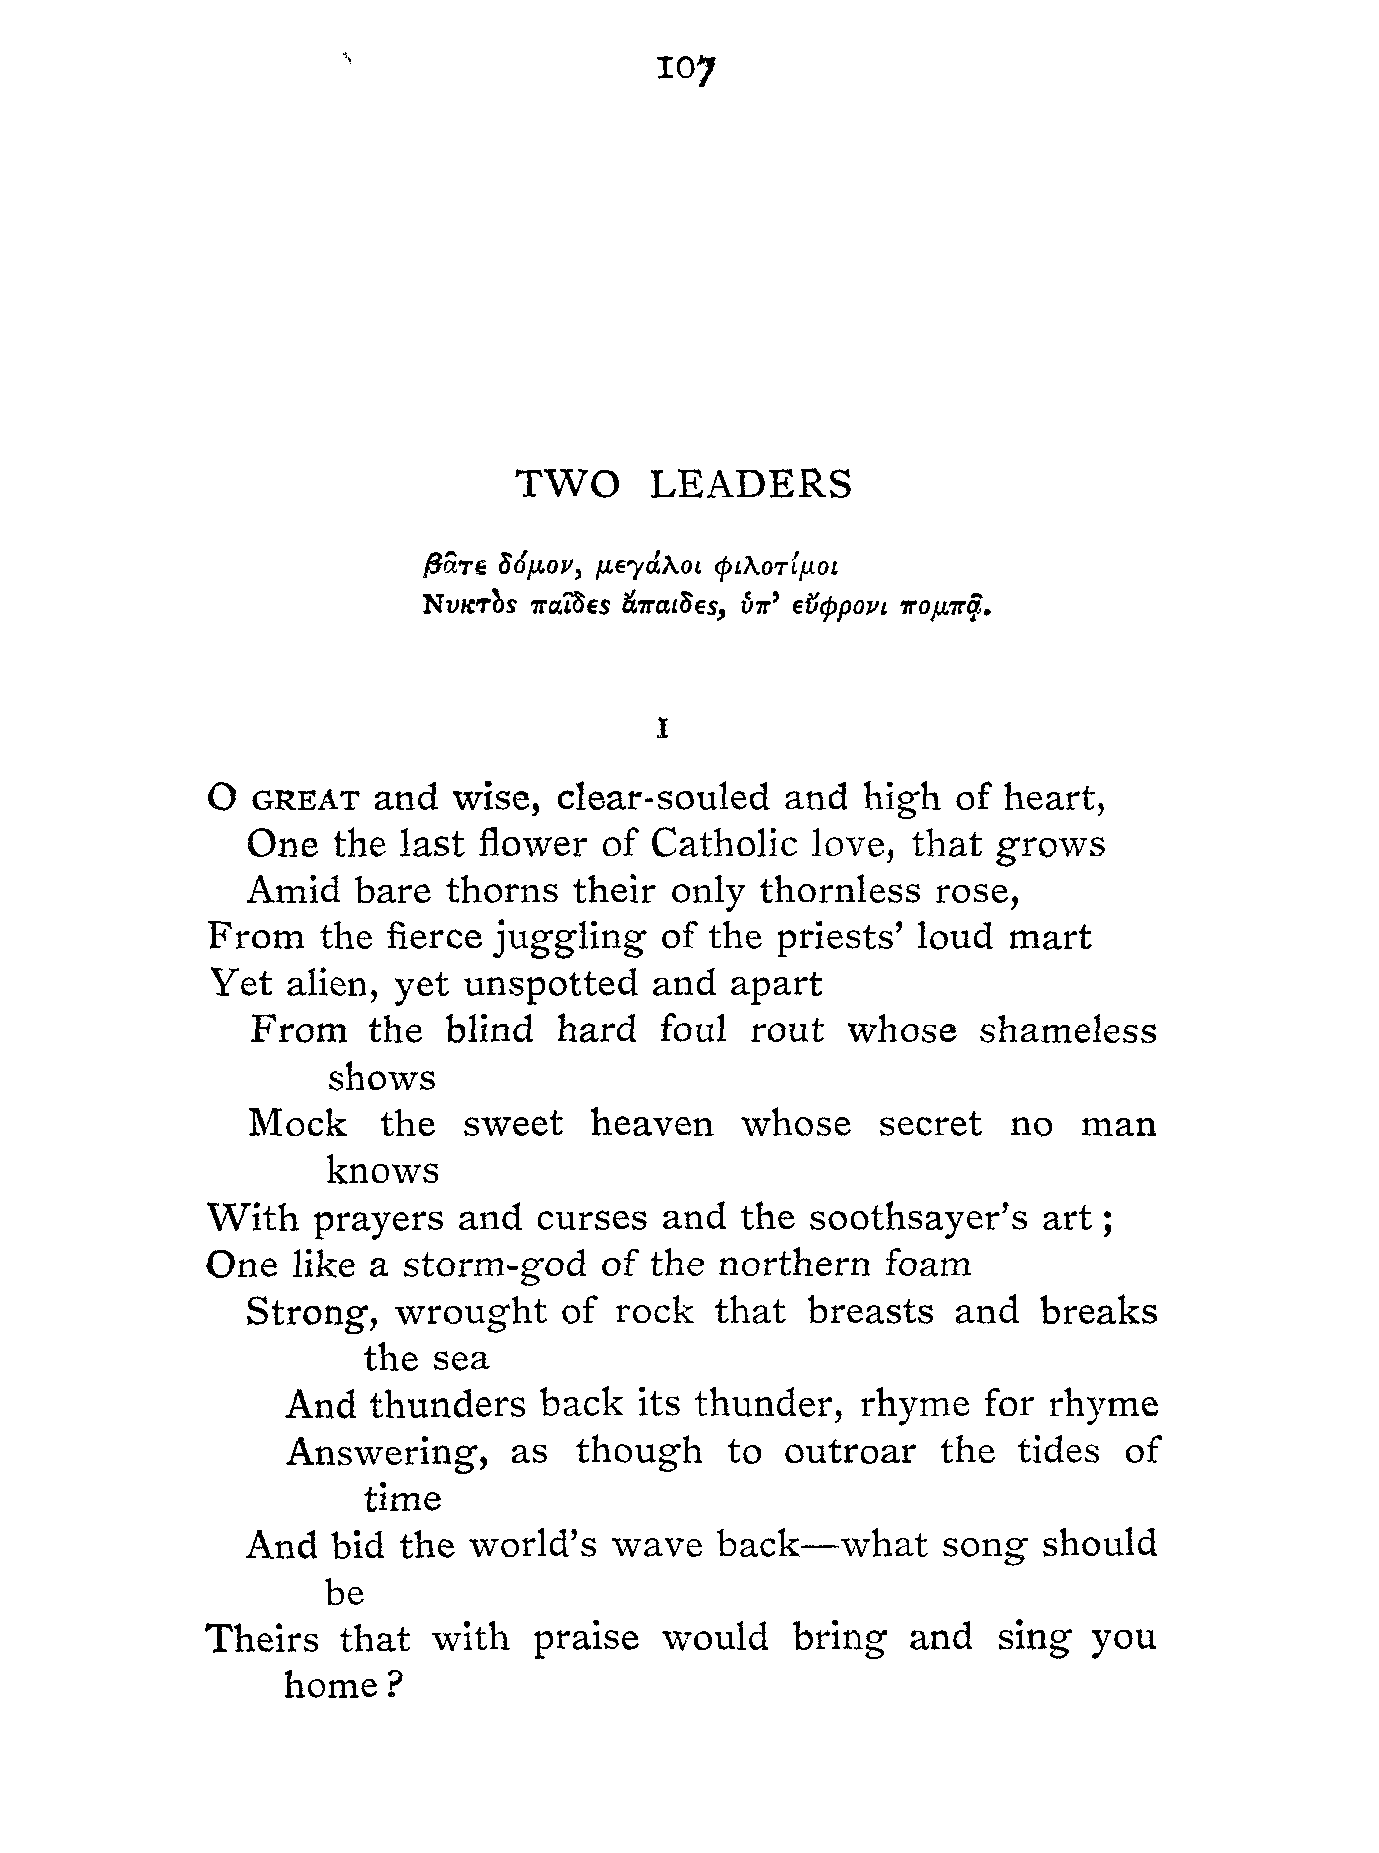 107
TWO LEADERS
βᾶτε δόμον, μεγάλοι φιλοτίμοι
Νυκτὸς παῖδες ἄπαιδες, ὑπ’ εὔφρονι πομπᾷ.
I
O GREAT and wise, clear-souled and high of heart,
One the last flower of Catholic love, that grows
Amid bare thorns their only thornless rose,
From the fierce juggling of the priests’ loud mart
Yet alien, yet unspotted and apart
From the blind hard foul rout whose shameless
shows
Mock the sweet heaven whose secret no man
knows
With prayers and curses and the soothsayer’s art ;
One like a storm-god of the northern foam
Strong, wrought of rock that breasts and breaks
the sea
And thunders back its thunder, rhyme for rhyme
Answering, as though to outroar the tides of
time
And bid the world’s wave back—what song should
be
Theirs that with praise would bring and sing you
home ?